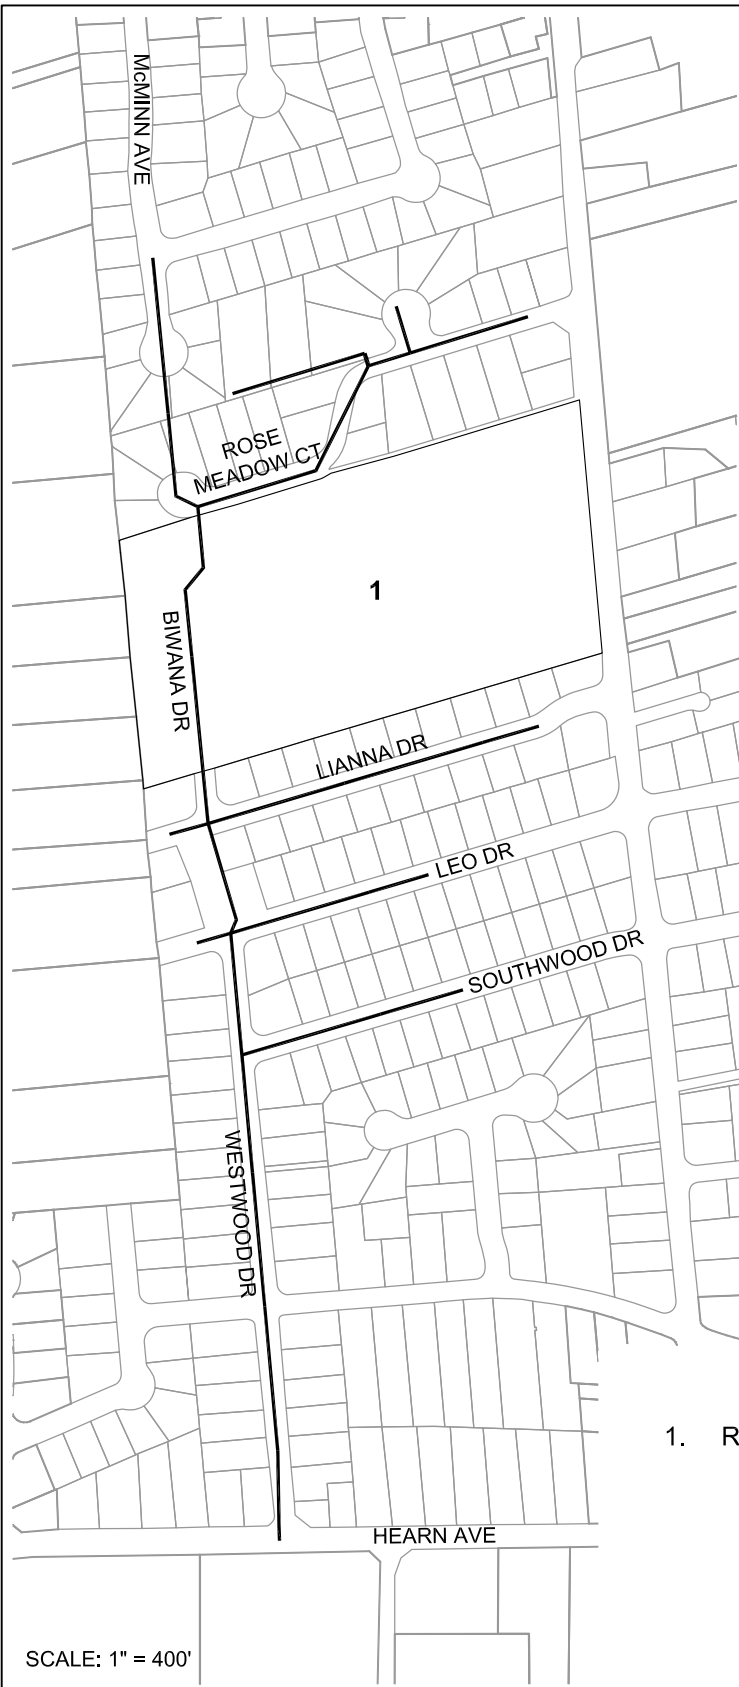 McMINN AVE
ROSE
MEADOW CT
1
BIWANA DR
LIANNA DR
LEO DR
SOUTHWOOD DR
WESTWOOD DR
1. R
HEARN AVE
SCALE: 1" = 400'